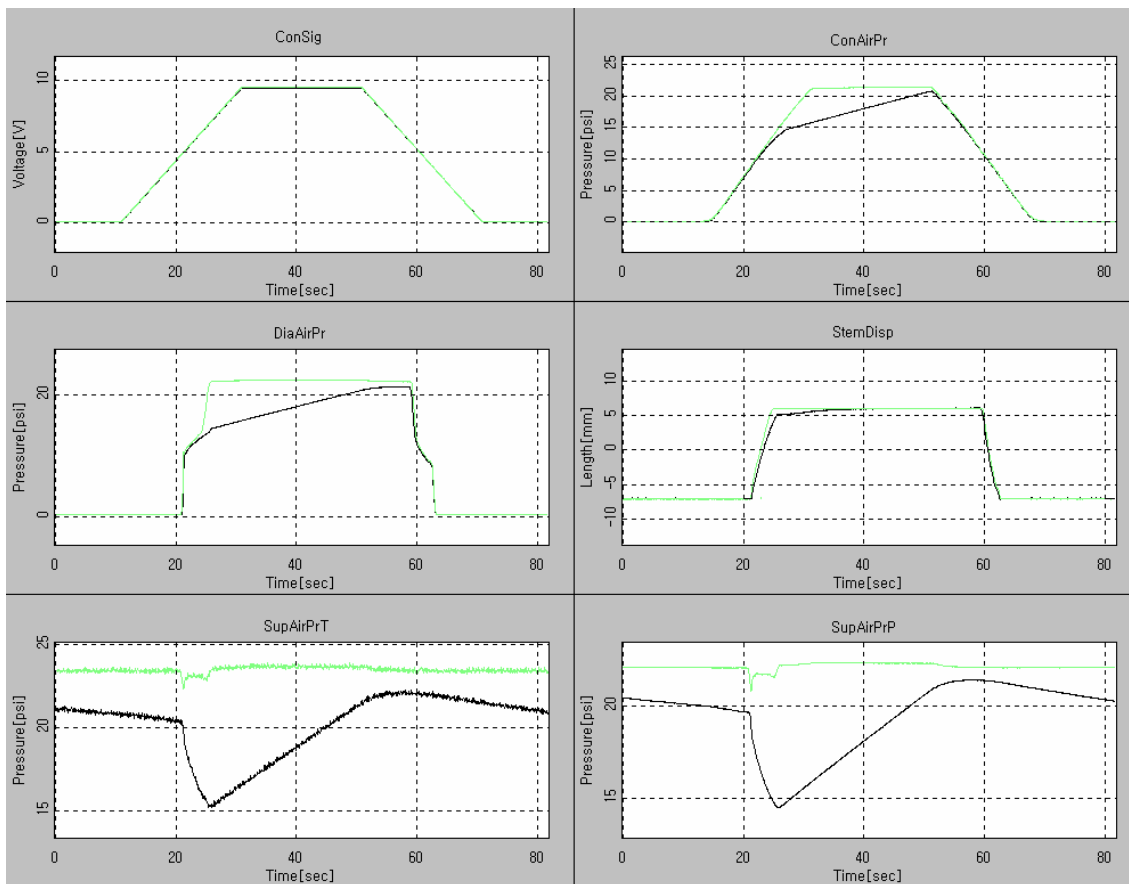 ConSig
Voltage[V]
10
5
0
0 20 40 60 80
Time[sec]
ConAirPr
Pressure[psi]
25
20
15
10
5
0
0 20 40 60 80
Time[sec]
DiaAirPr
Pressure[psi]
20
0
0 20 40 60 80
Time[sec]
StemDisp
Length[mm]
10
5
0
-5
-10
0 20 40 60 80
Time[sec]
SupAirPrT
Pressure[psi]
25
20
15
0 20 40 60 80
Time[sec]
SupAirPrP
Pressure[psi]
20
15
0 20 40 60 80
Time[sec]